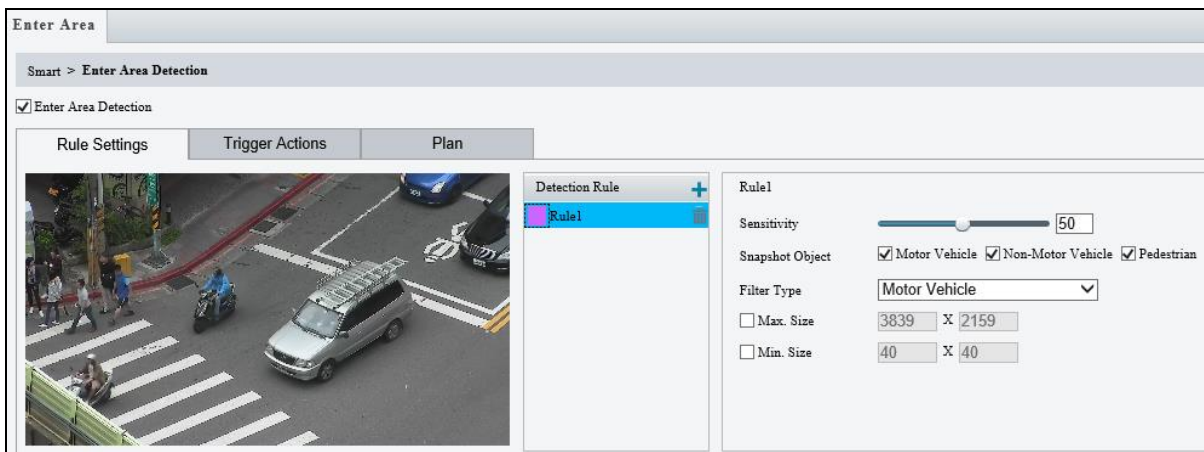 Enter Area
Smart > Enter Area Detection
Enter Area Detection
Rule Settings Trigger Actions Plan
Detection Rule
Rule1
Rule1
Sensitivity 50
Snapshot Object Motor Vehicle Non-Motor Vehicle Pedestrian
Filter Type Motor Vehicle
Max. Size 3839 X 2159
Min. Size 40 X 40